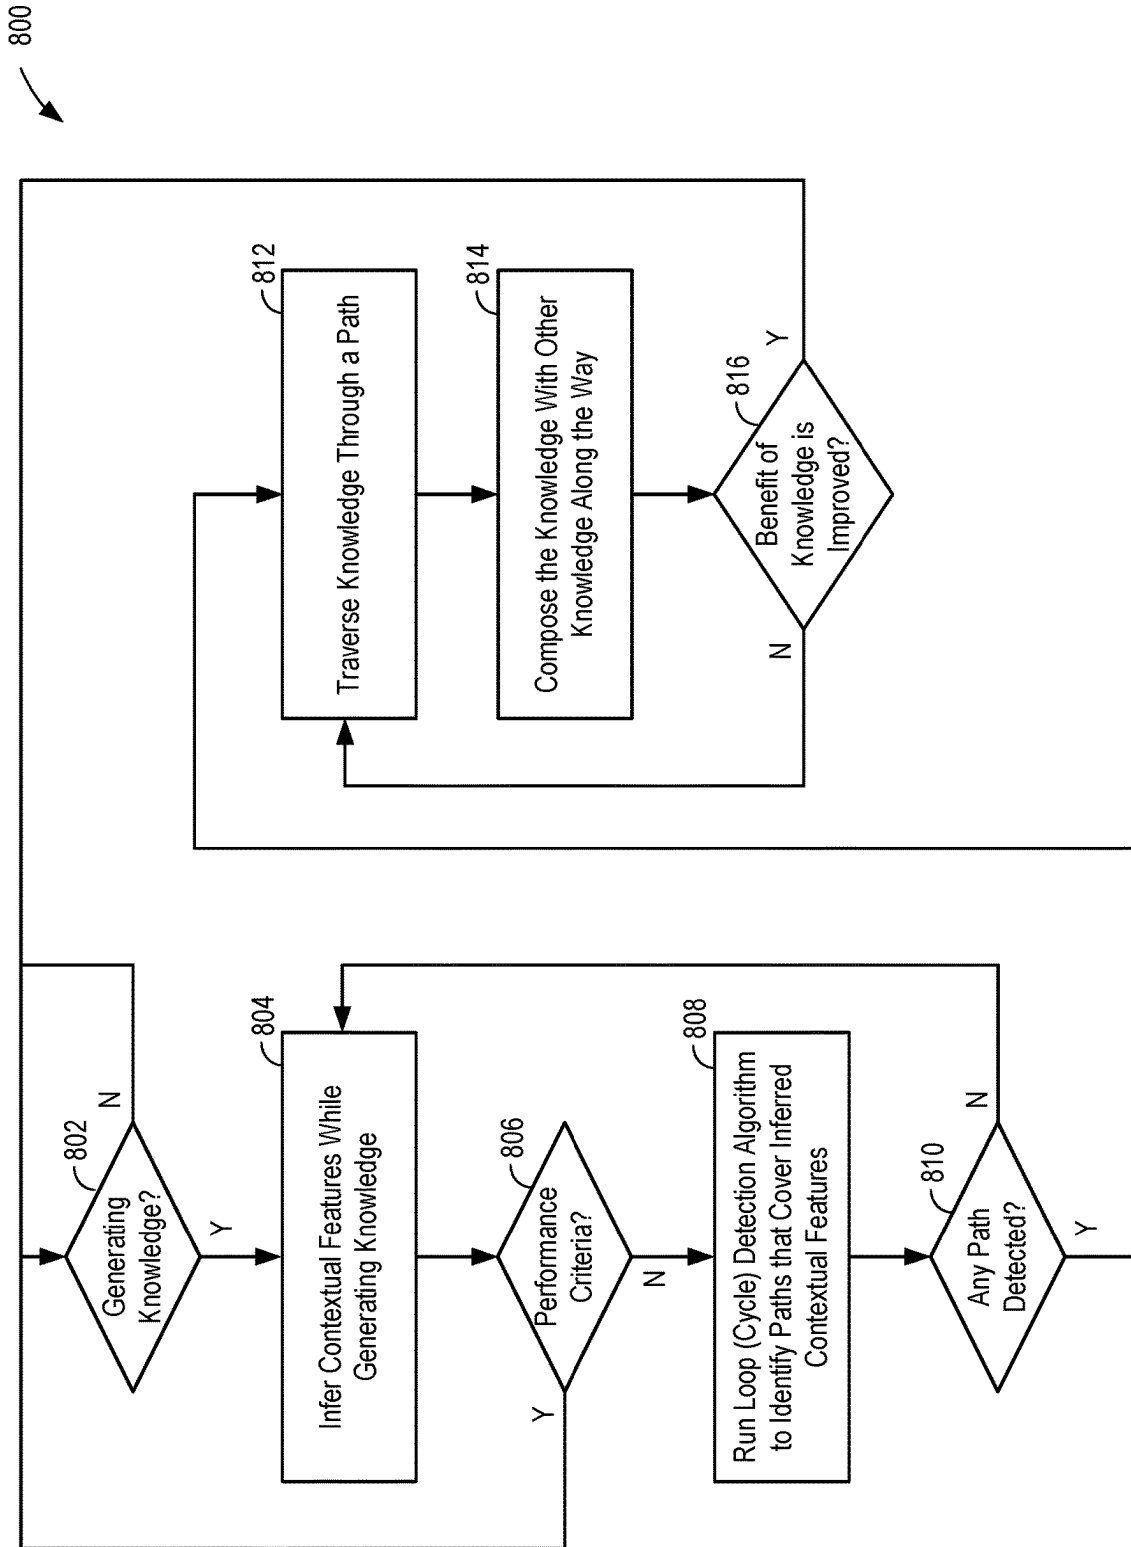 800
802
Generating
Knowledge?
N
Y
804
Infer Contextual Features While
Generating Knowledge
806
Performance
Criteria?
Y
N
808
Run Loop (Cycle) Detection Algorithm
to Identify Paths that Cover Inferred
Contextual Features
810
Any Path
Detected?
N
Y
812
Traverse Knowledge Through a Path
814
Compose the Knowledge With Other
Knowledge Along the Way
816
Benefit of
Knowledge is
Improved?
N
Y